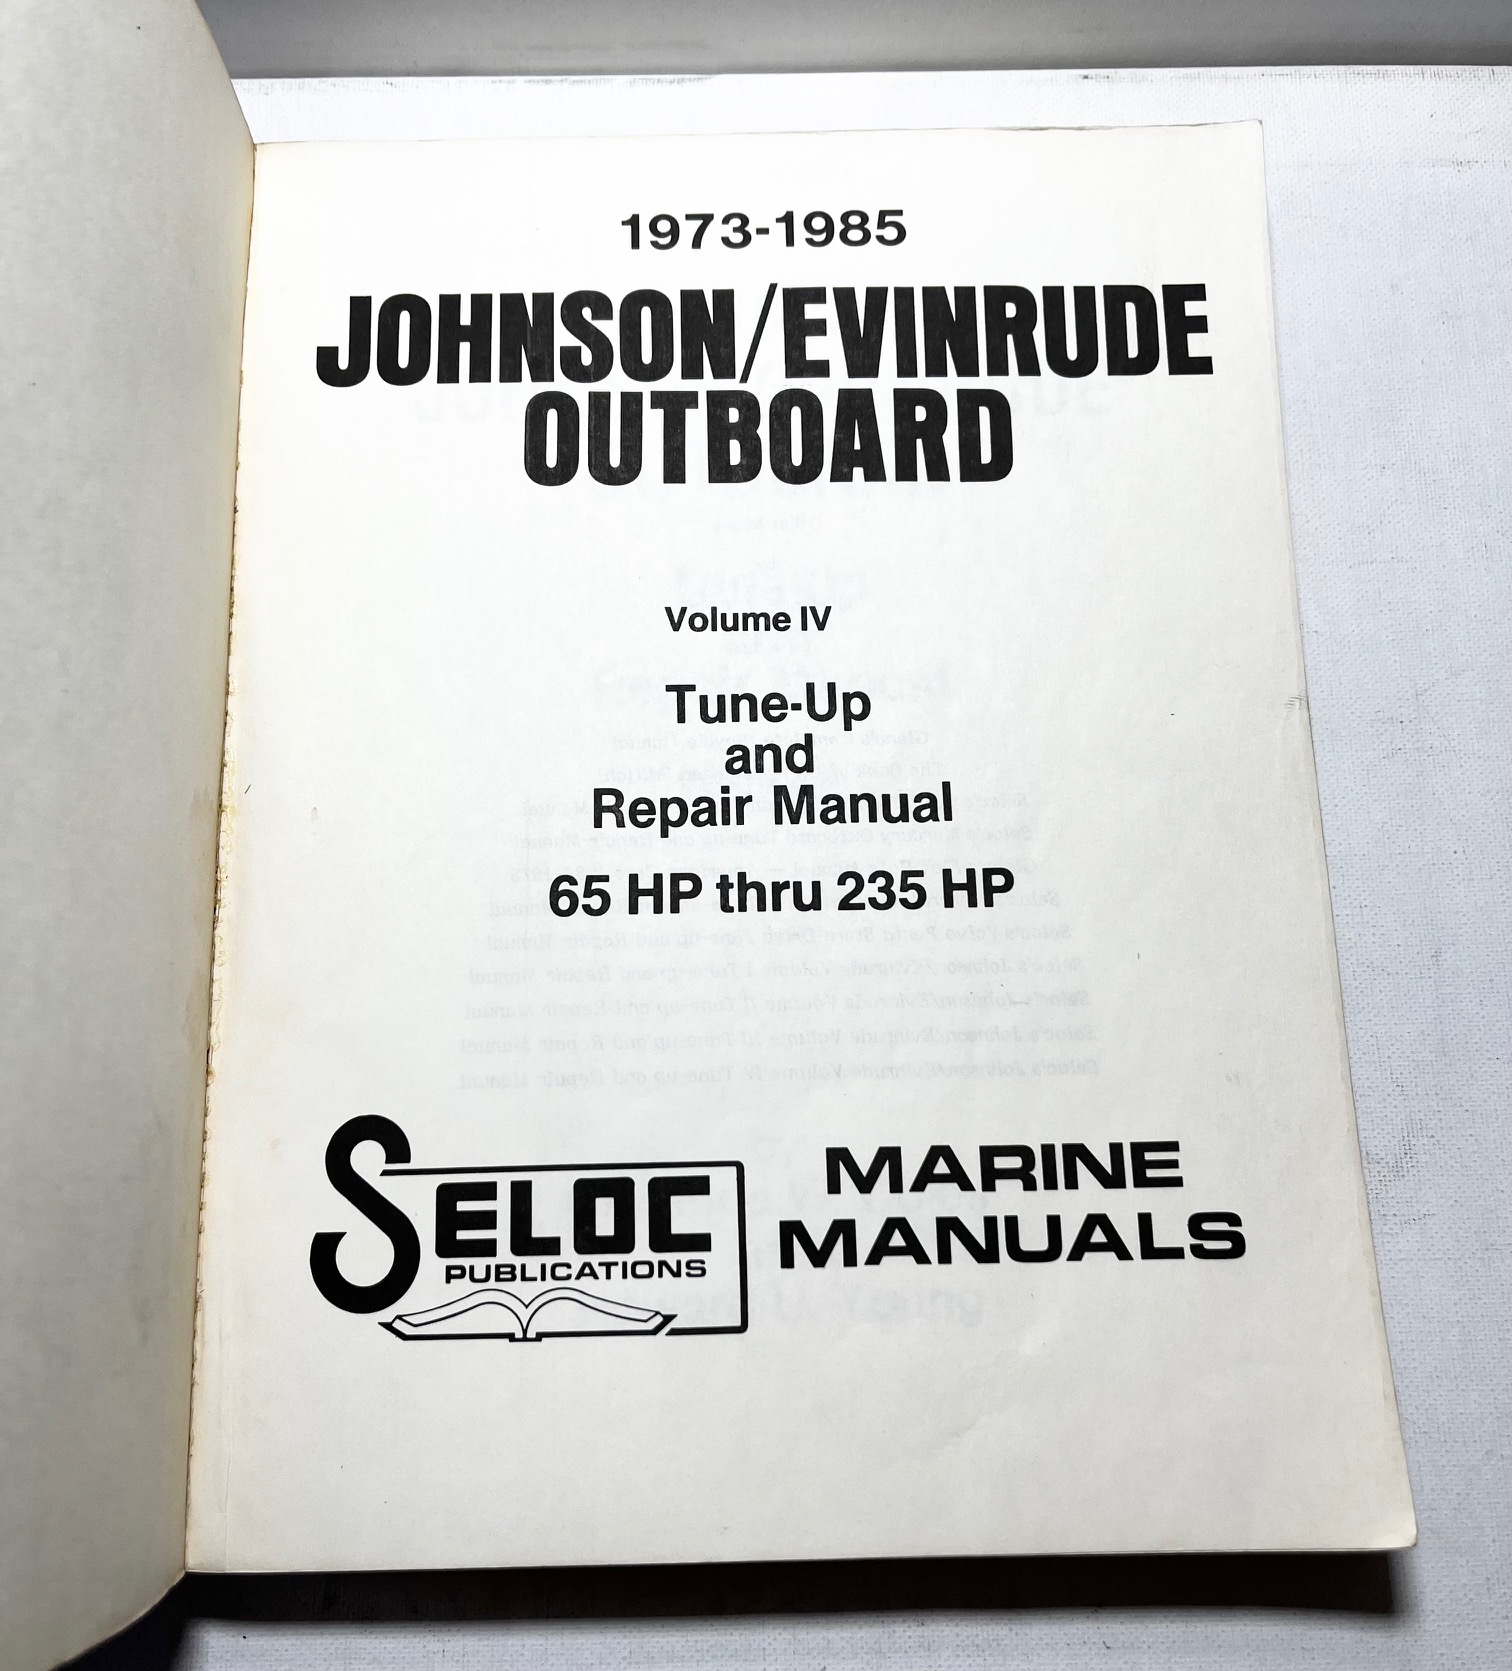 1973-1985
JOHNSON/EVINRUDE
OUTBOARD
Volume IV
Tune-Up
and
Repair Manual
65 HP thru 235 HP
SELOC
PUBLICATIONS
MARINE
MANUALS